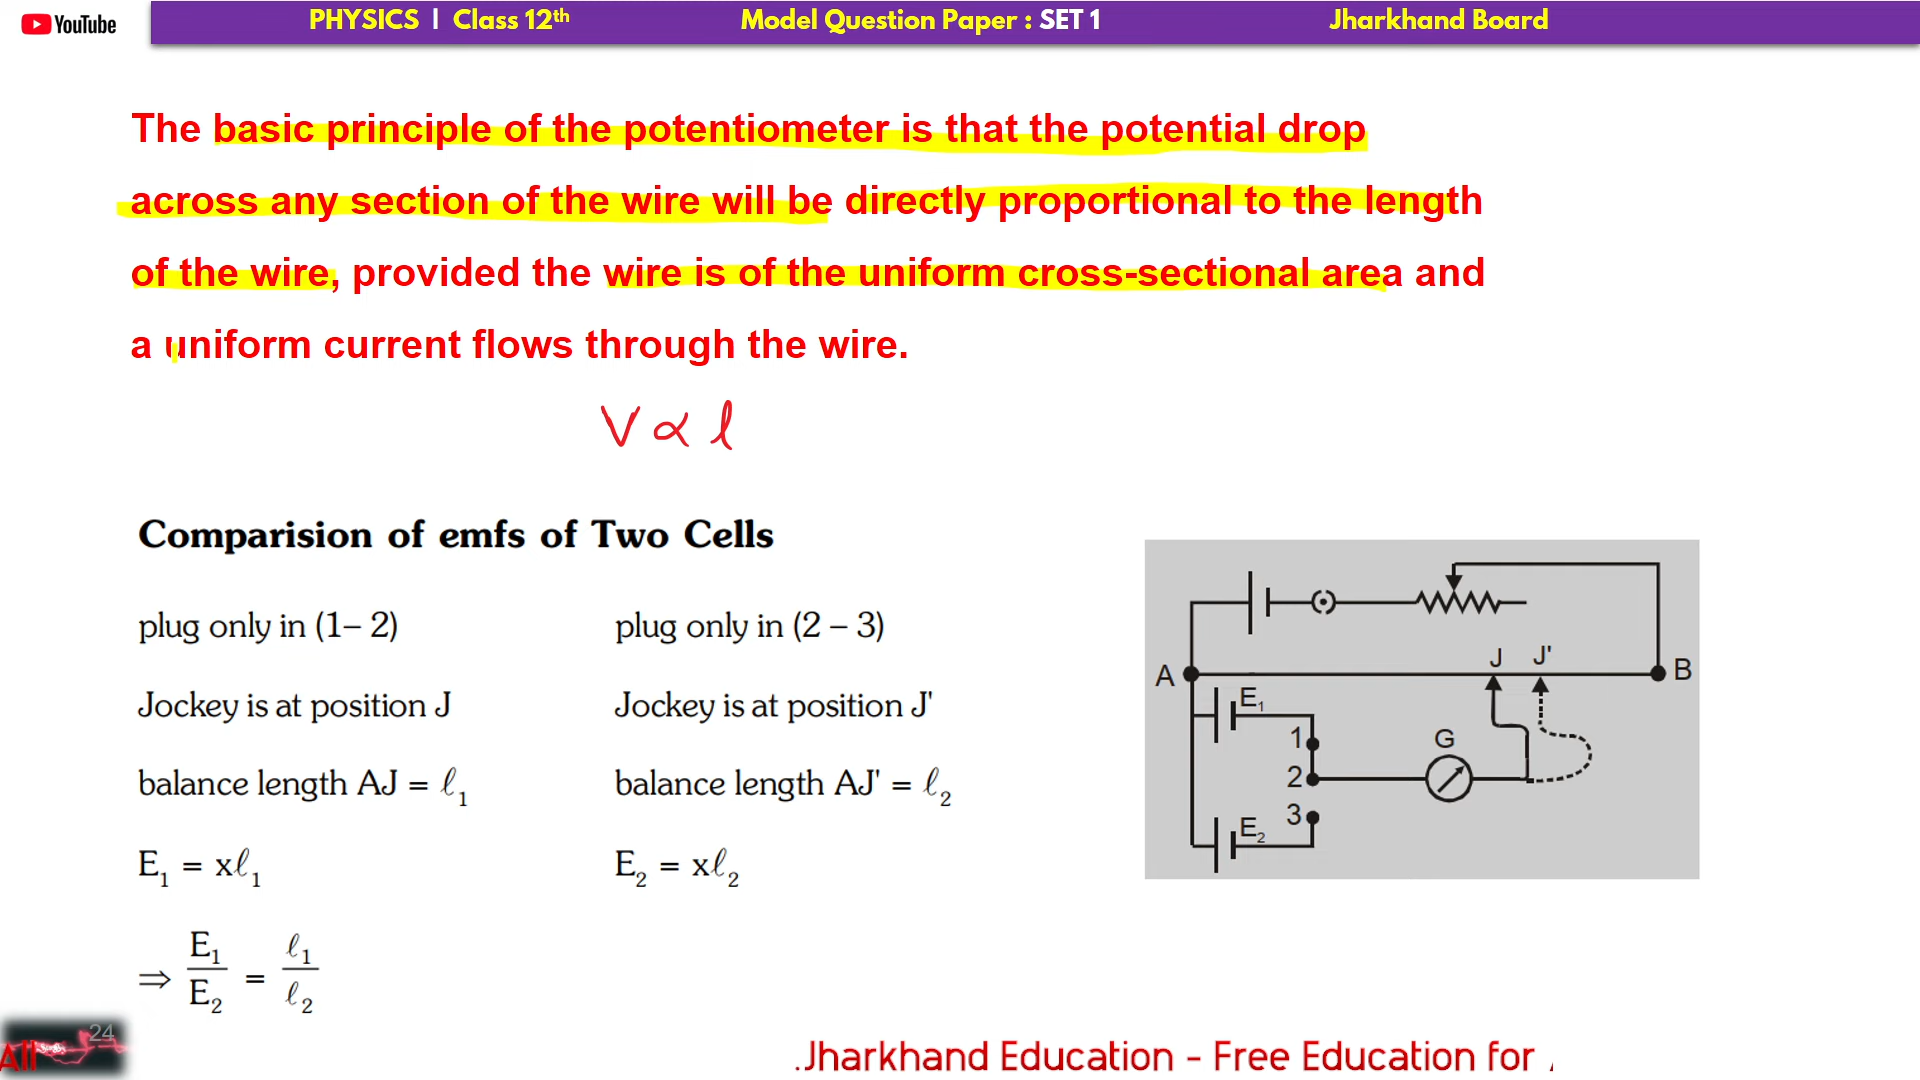 YouTube
PHYSICS | Class 12th
Model Question Paper : SET 1
Jharkhand Board
The basic principle of the potentiometer is that the potential drop
across any section of the wire will be directly proportional to the length
of the wire, provided the wire is of the uniform cross-sectional area and
a uniform current flows through the wire.
V ∝ l
Comparision of emfs of Two Cells
plug only in (1– 2)
plug only in (2 – 3)
Jockey is at position J
Jockey is at position J'
balance length AJ = ℓ₁
balance length AJ' = ℓ₂
E₁ = xℓ₁
E₂ = xℓ₂
⇒ E₁/E₂ = ℓ₁/ℓ₂
A
J
J'
B
E₁
1
G
2
3
E₂
24
All
.Jharkhand Education - Free Education for